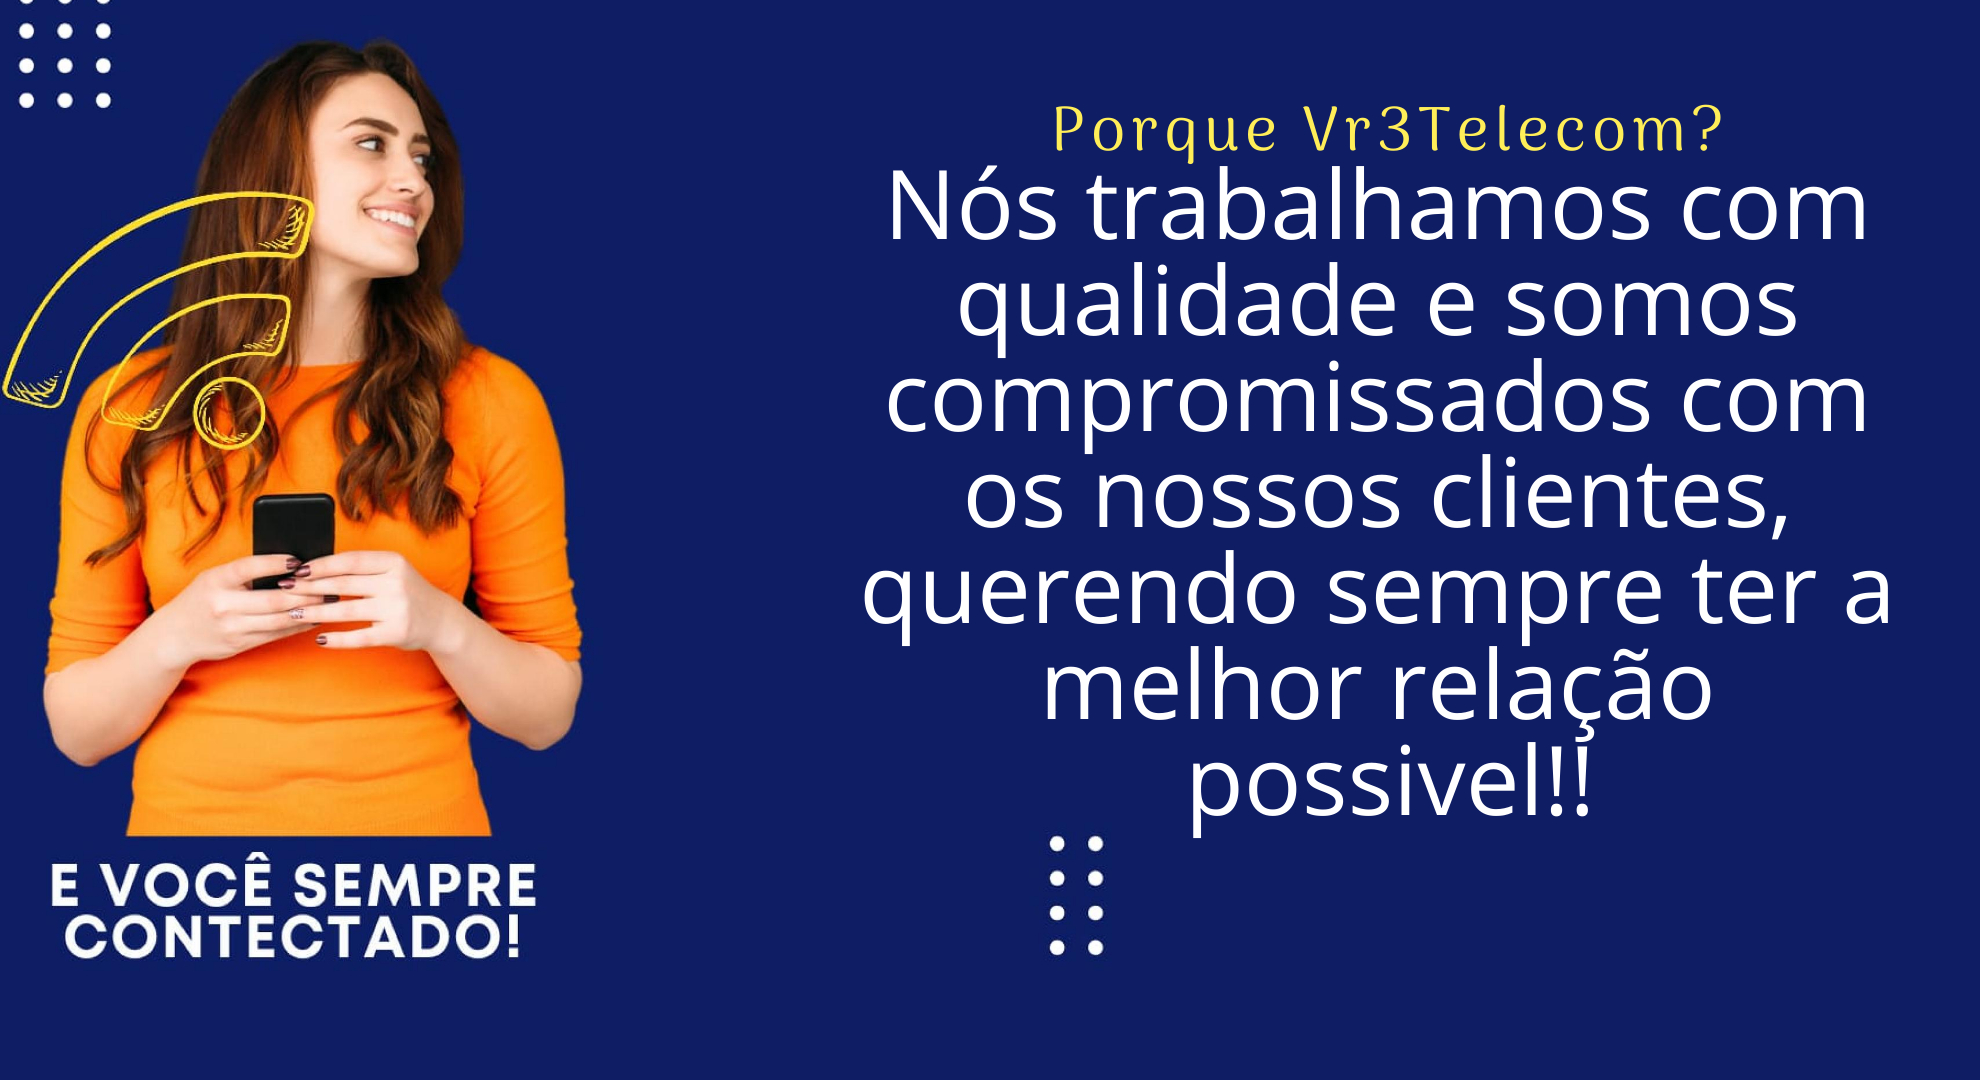 Porque Vr3Telecom?
Nós trabalhamos com
qualidade e somos
compromissados com
os nossos clientes,
querendo sempre ter a
melhor relação
possivel!!
E VOCÊ SEMPRE
CONTECTADO!